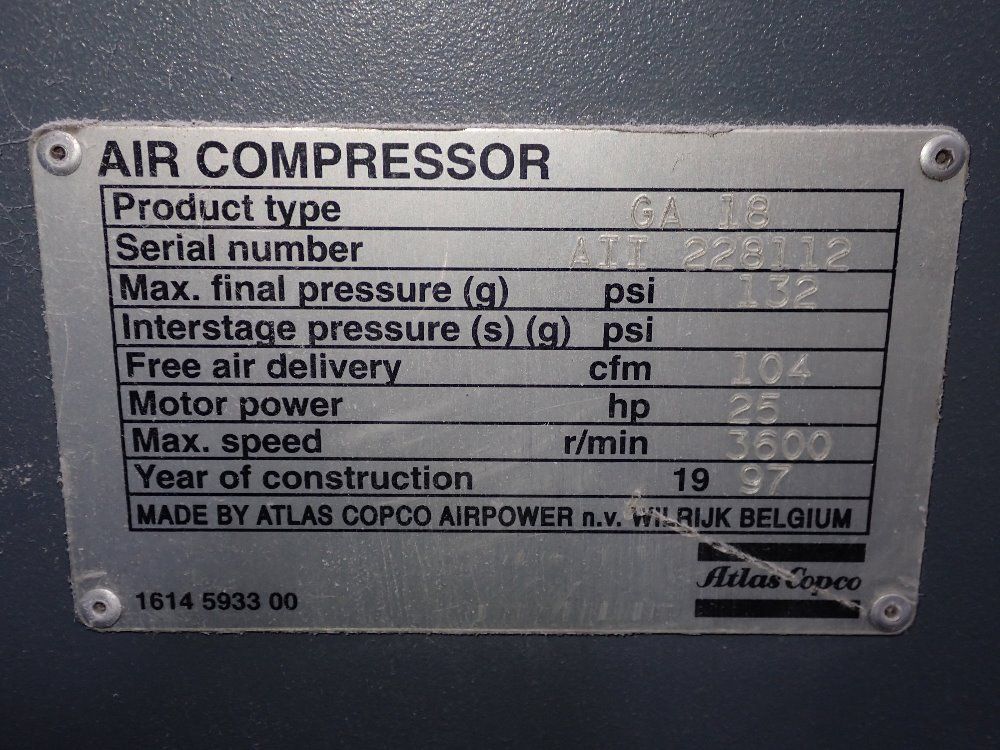 AIR COMPRESSOR
Product type GA 18
Serial number AII 228112
Max. final pressure (g) psi 132
Interstage pressure (s) (g) psi
Free air delivery cfm 104
Motor power hp 25
Max. speed r/min 3600
Year of construction 19 97
MADE BY ATLAS COPCO AIRPOWER n.v. WILRIJK BELGIUM
Atlas Copco
1614 5933 00